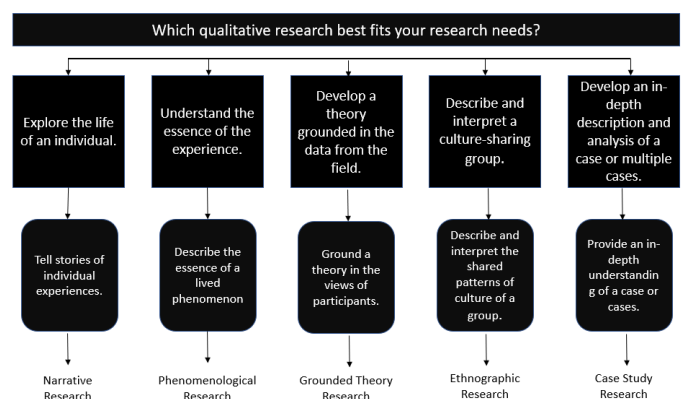 Which qualitative research best fits your research needs?
Explore the life
of an individual.
Understand the
essence of the
experience.
Develop a
theory
grounded in the
data from the
field.
Describe and
interpret a
culture-sharing
group.
Develop an in-
depth
description and
analysis of a
case or multiple
cases.
Tell stories of
individual
experiences.
Describe the
essence of a
lived
phenomenon
Ground a
theory in the
views of
participants.
Describe and
interpret the
shared
patterns of
culture of a
group.
Provide an in-
depth
understandin
g of a case or
cases.
Narrative
Research
Phenomenological
Research
Grounded Theory
Research
Ethnographic
Research
Case Study
Research